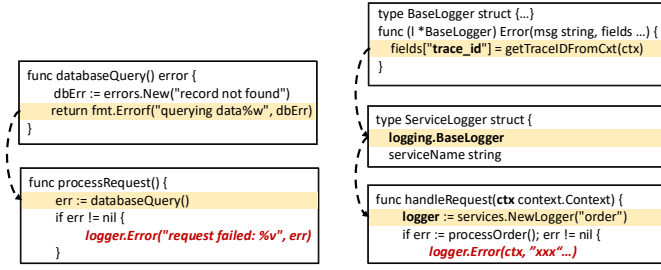 func databaseQuery() error {
dbErr := errors.New("record not found")
return fmt.Errorf("querying data%w", dbErr)
}
func processRequest() {
err := databaseQuery()
if err != nil {
logger.Error("request failed: %v", err)
}
type BaseLogger struct {…}
func (l *BaseLogger) Error(msg string, fields …) {
fields["trace_id"] = getTraceIDFromCxt(ctx)
}
type ServiceLogger struct {
logging.BaseLogger
serviceName string
func handleRequest(ctx context.Context) {
logger := services.NewLogger("order")
if err := processOrder(); err != nil {
logger.Error(ctx, ”xxx“…)